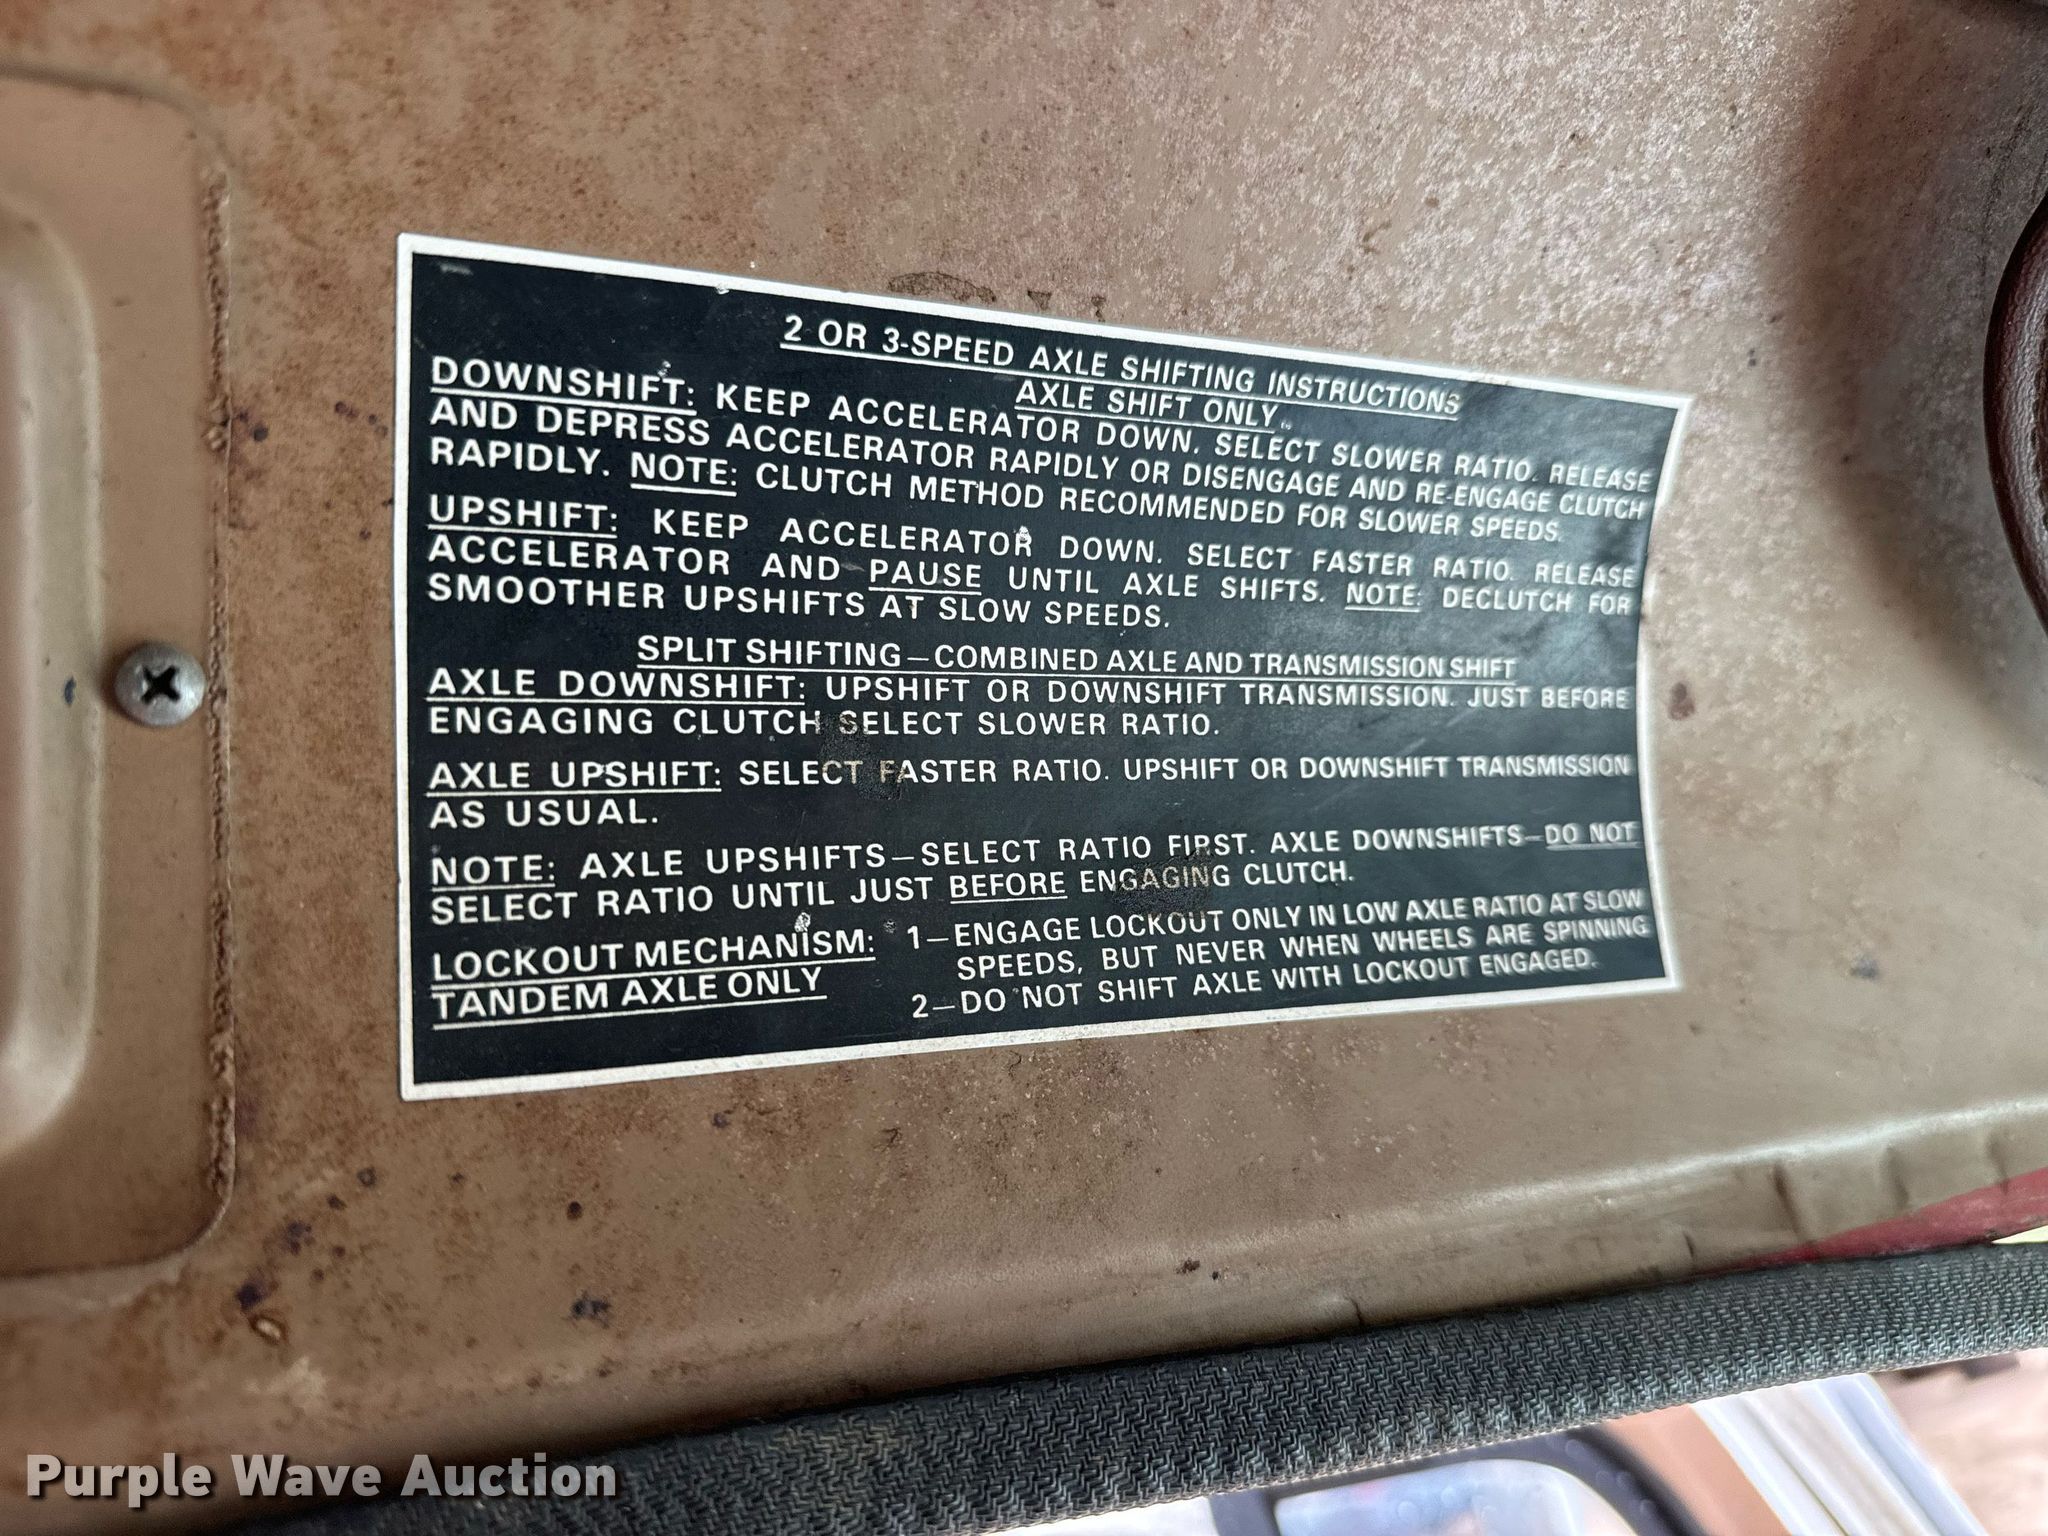 2 OR 3-SPEED AXLE SHIFTING INSTRUCTIONS
AXLE SHIFT ONLY
DOWNSHIFT: KEEP ACCELERATOR DOWN. SELECT SLOWER RATIO. RELEASE
AND DEPRESS ACCELERATOR RAPIDLY OR DISENGAGE AND RE-ENGAGE CLUTCH
RAPIDLY. NOTE: CLUTCH METHOD RECOMMENDED FOR SLOWER SPEEDS.
UPSHIFT: KEEP ACCELERATOR DOWN. SELECT FASTER RATIO. RELEASE
ACCELERATOR AND PAUSE UNTIL AXLE SHIFTS. NOTE: DECLUTCH FOR
SMOOTHER UPSHIFTS AT SLOW SPEEDS.
SPLIT SHIFTING—COMBINED AXLE AND TRANSMISSION SHIFT
AXLE DOWNSHIFT: UPSHIFT OR DOWNSHIFT TRANSMISSION. JUST BEFORE
ENGAGING CLUTCH SELECT SLOWER RATIO.
AXLE UPSHIFT: SELECT FASTER RATIO. UPSHIFT OR DOWNSHIFT TRANSMISSION
AS USUAL.
NOTE: AXLE UPSHIFTS—SELECT RATIO FIRST. AXLE DOWNSHIFTS—DO NOT
SELECT RATIO UNTIL JUST BEFORE ENGAGING CLUTCH.
LOCKOUT MECHANISM: 1—ENGAGE LOCKOUT ONLY IN LOW AXLE RATIO AT SLOW
TANDEM AXLE ONLY SPEEDS, BUT NEVER WHEN WHEELS ARE SPINNING
2—DO NOT SHIFT AXLE WITH LOCKOUT ENGAGED.
Purple Wave Auction